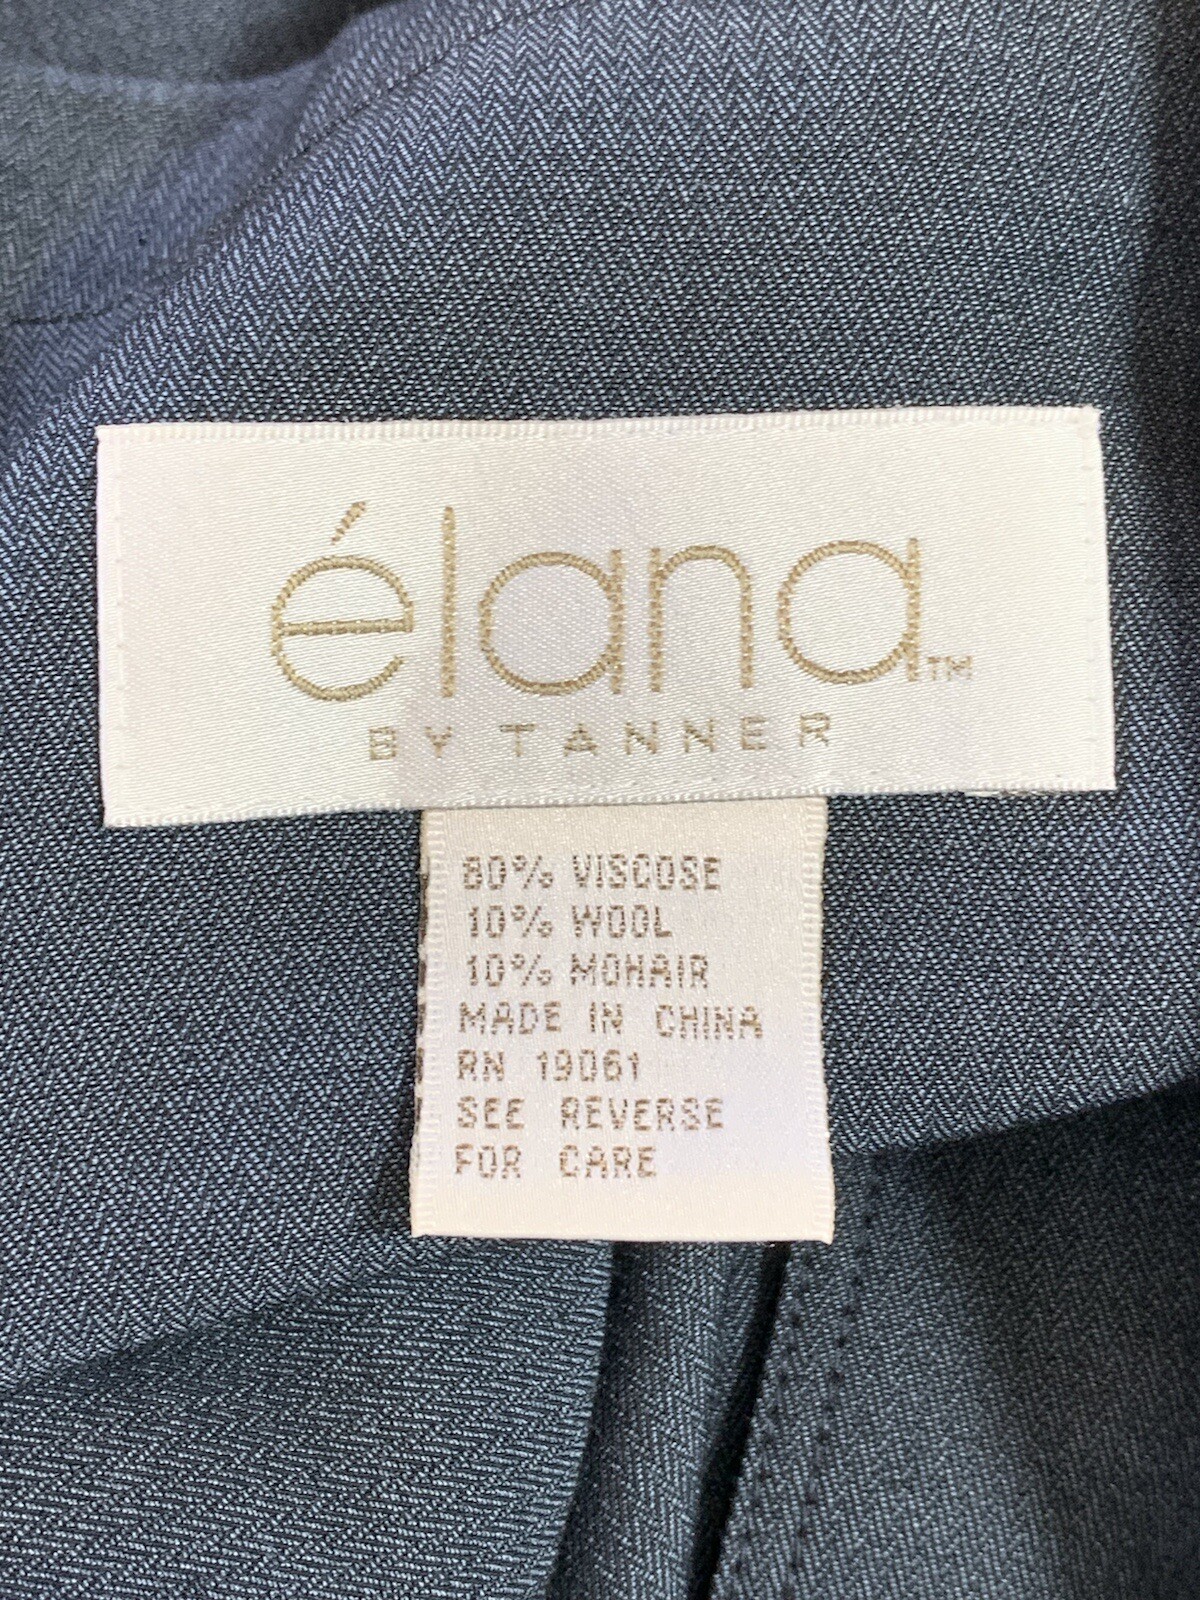 élana™
BY TANNER
80% VISCOSE
10% WOOL
10% MOHAIR
MADE IN CHINA
RN 19061
SEE REVERSE
FOR CARE